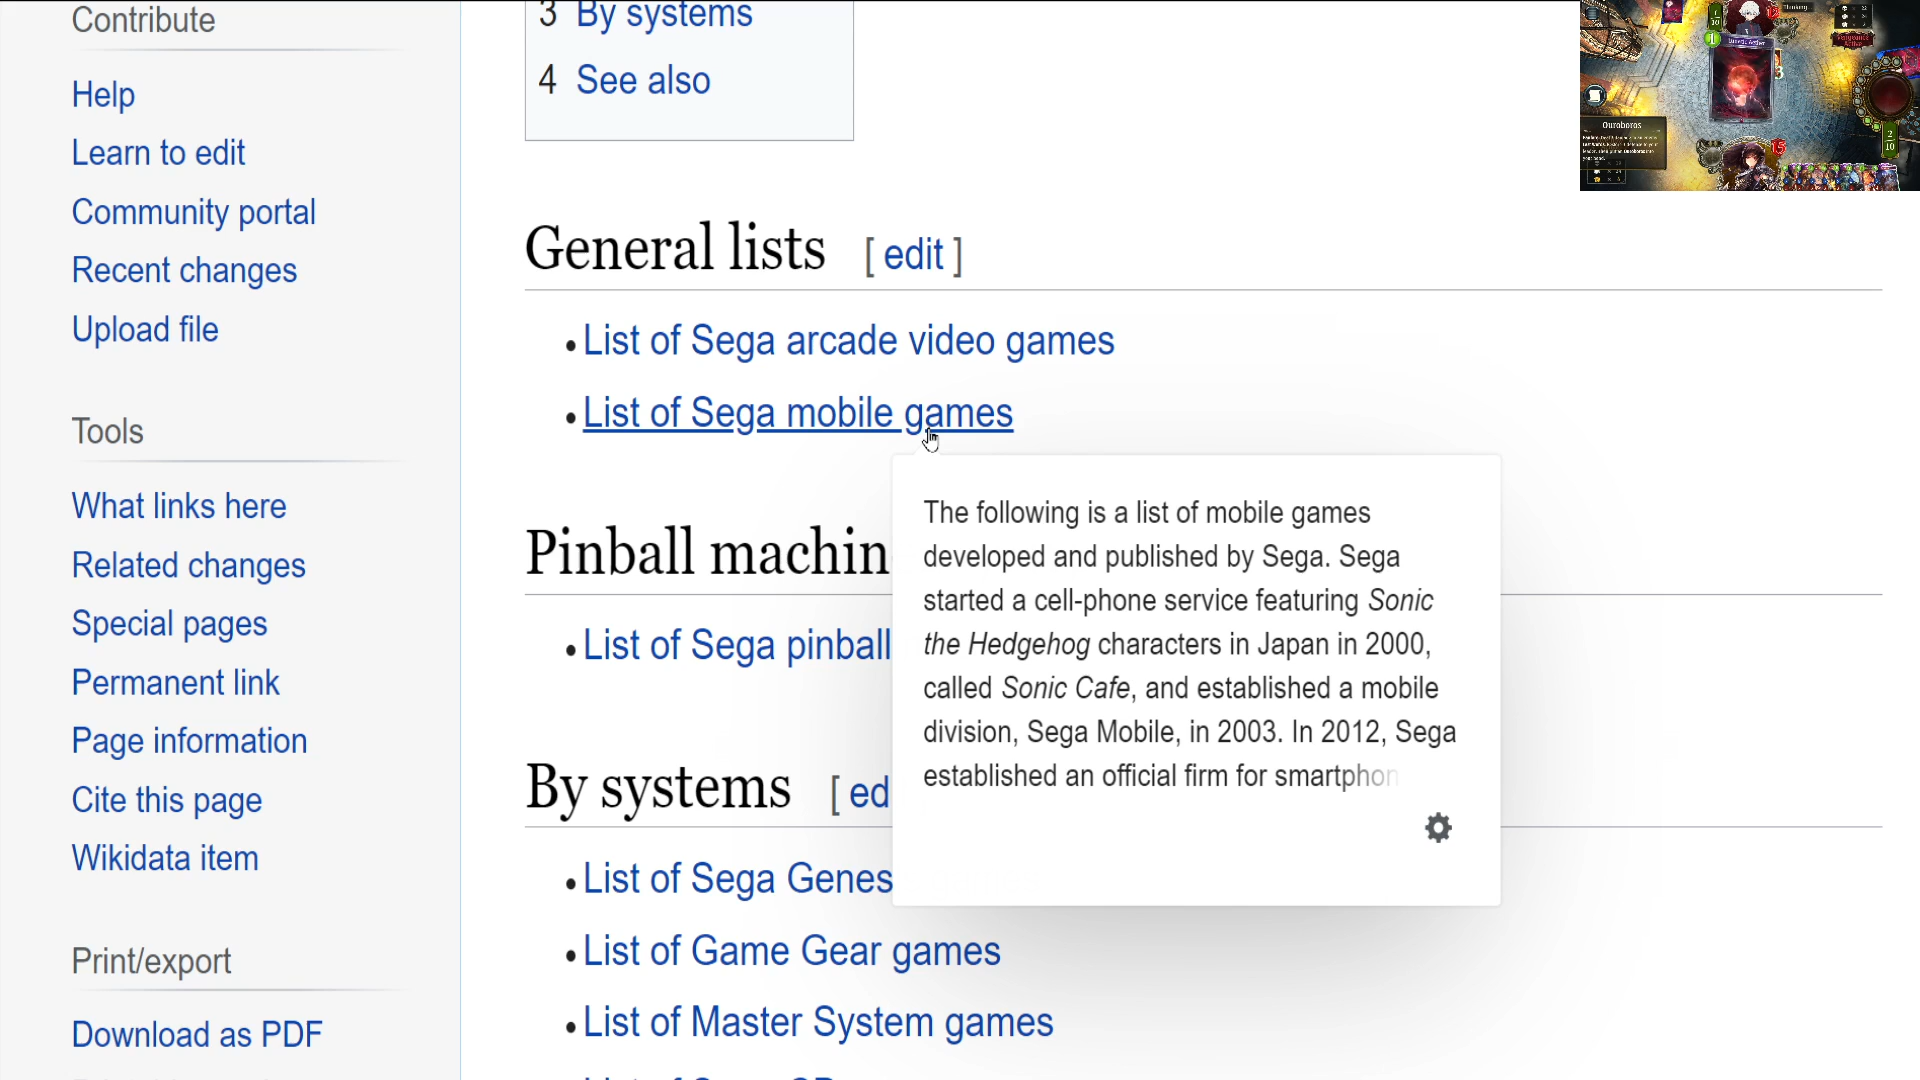 Contribute
Help
Learn to edit
Community portal
Recent changes
Upload file
Tools
What links here
Related changes
Special pages
Permanent link
Page information
Cite this page
Wikidata item
Print/export
Download as PDF
3 By systems
4 See also
General lists [ edit ]
• List of Sega arcade video games
• List of Sega mobile games
Pinball machin
• List of Sega pinball
By systems [ ed
• List of Sega Genes
• List of Game Gear games
• List of Master System games
The following is a list of mobile games
developed and published by Sega. Sega
started a cell-phone service featuring Sonic
the Hedgehog characters in Japan in 2000,
called Sonic Cafe, and established a mobile
division, Sega Mobile, in 2003. In 2012, Sega
established an official firm for smartphon
Thinking
Vengeance
Active
Ouroboros
15
2
10